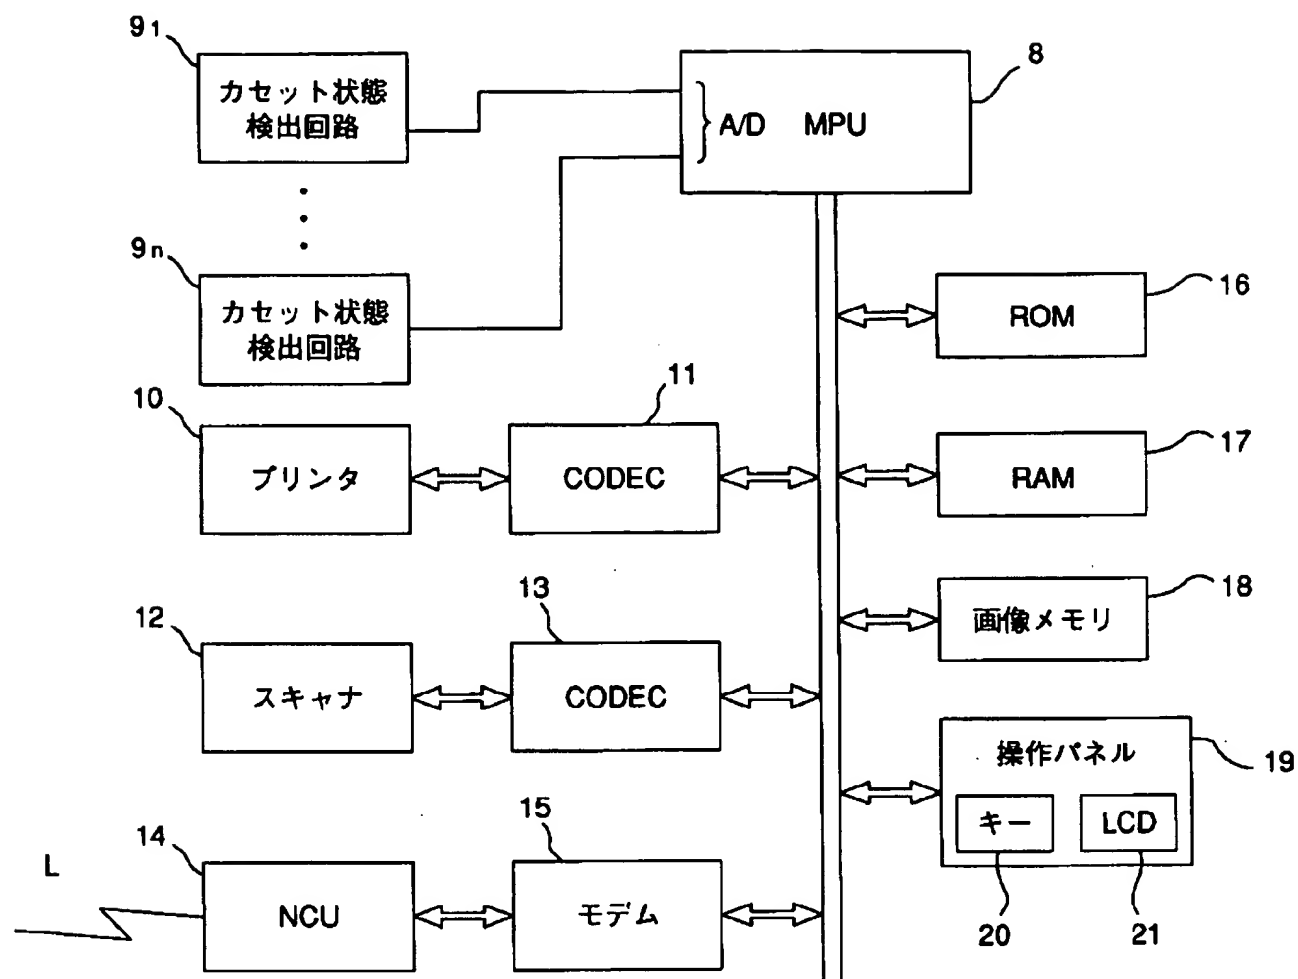 91
カセット状態
検出回路
8
A/D MPU
9n
カセット状態
検出回路
16
ROM
10
プリンタ
11
CODEC
17
RAM
12
スキャナ
13
CODEC
18
画像メモリ
19
操作パネル
キー
LCD
20
21
L
14
NCU
15
モデム